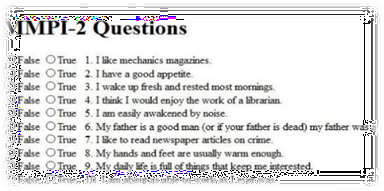 MMPI-2 Questions
False True 1. I like mechanics magazines.
False True 2. I have a good appetite.
False True 3. I wake up fresh and rested most mornings.
False True 4. I think I would enjoy the work of a librarian.
False True 5. I am easily awakened by noise.
False True 6. My father is a good man (or if your father is dead) my father was
False True 7. I like to read newspaper articles on crime.
False True 8. My hands and feet are usually warm enough.
False True 9. My daily life is full of things that keep me interested.